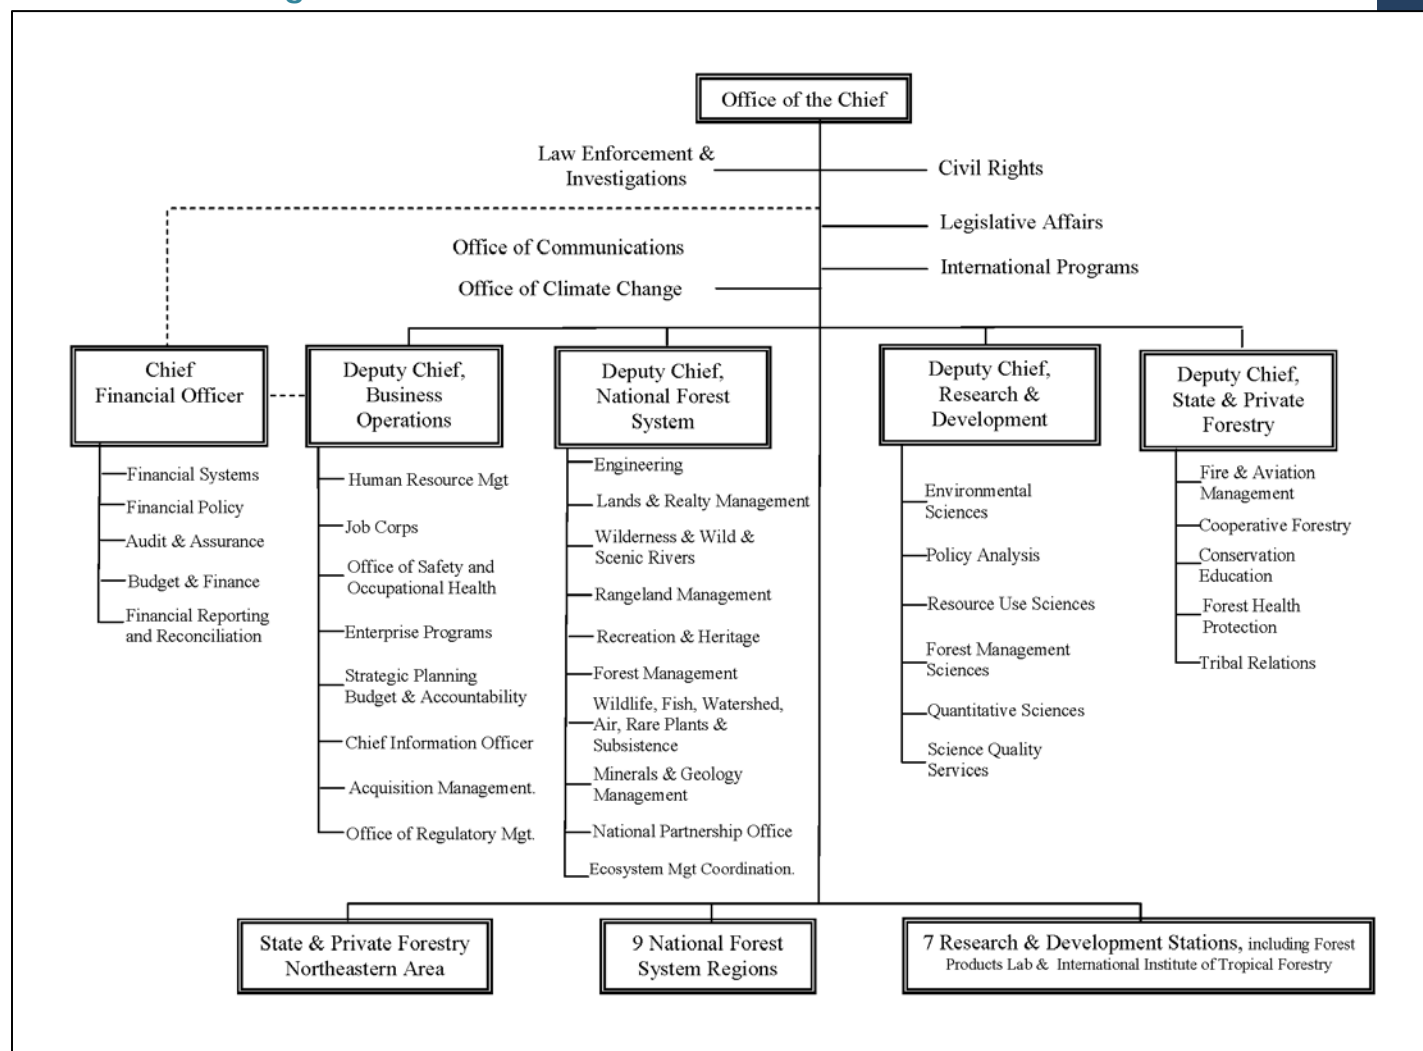 Office of the Chief
Law Enforcement &
Investigations
Civil Rights
Legislative Affairs
Office of Communications
International Programs
Office of Climate Change
Chief
Financial Officer
Deputy Chief,
Business
Operations
Deputy Chief,
National Forest
System
Deputy Chief,
Research &
Development
Deputy Chief,
State & Private
Forestry
Financial Systems
Financial Policy
Audit & Assurance
Budget & Finance
Financial Reporting
and Reconciliation
Human Resource Mgt
Job Corps
Office of Safety and
Occupational Health
Enterprise Programs
Strategic Planning
Budget & Accountability
Chief Information Officer
Acquisition Management.
Office of Regulatory Mgt.
Engineering
Lands & Realty Management
Wilderness & Wild &
Scenic Rivers
Rangeland Management
Recreation & Heritage
Forest Management
Wildlife, Fish, Watershed,
Air, Rare Plants &
Subsistence
Minerals & Geology
Management
National Partnership Office
Ecosystem Mgt Coordination.
Environmental
Sciences
Policy Analysis
Resource Use Sciences
Forest Management
Sciences
Quantitative Sciences
Science Quality
Services
Fire & Aviation
Management
Cooperative Forestry
Conservation
Education
Forest Health
Protection
Tribal Relations
State & Private Forestry
Northeastern Area
9 National Forest
System Regions
7 Research & Development Stations, including Forest
Products Lab & International Institute of Tropical Forestry